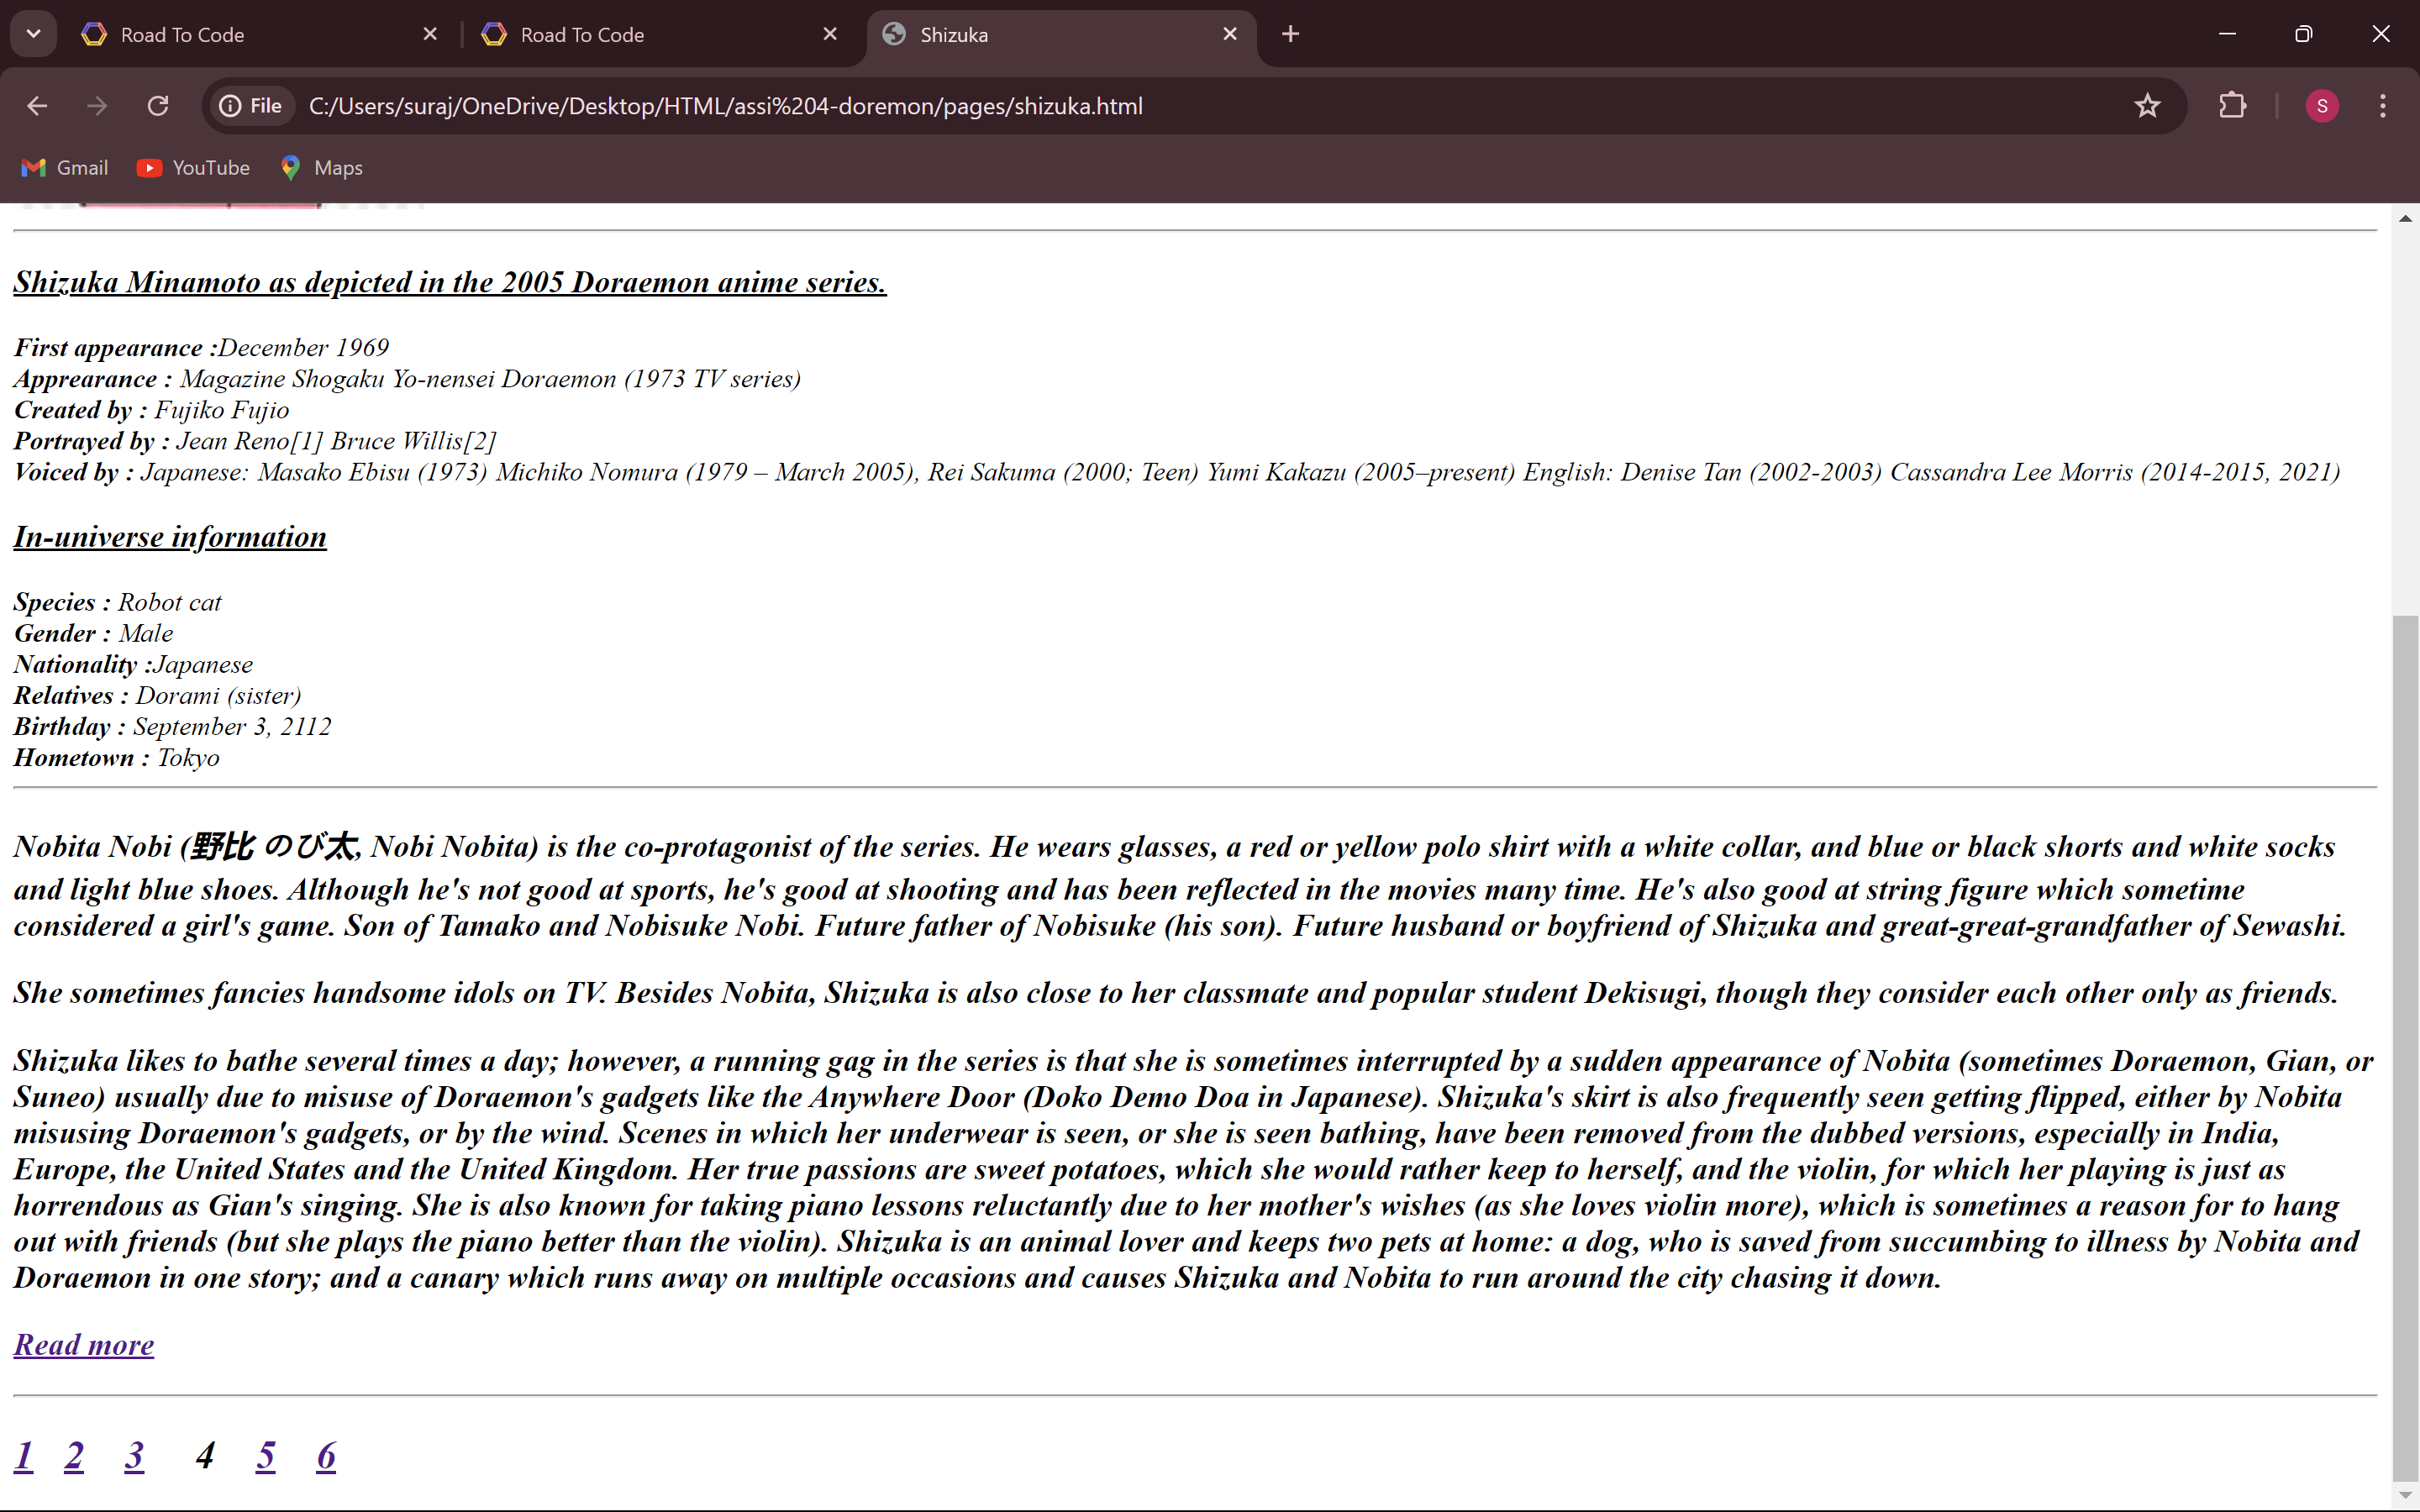 Road To Code
Road To Code
Shizuka
File C:/Users/suraj/OneDrive/Desktop/HTML/assi%204-doremon/pages/shizuka.html
S
Gmail YouTube Maps
Shizuka Minamoto as depicted in the 2005 Doraemon anime series.
First appearance :December 1969
Apprearance : Magazine Shogaku Yo-nensei Doraemon (1973 TV series)
Created by : Fujiko Fujio
Portrayed by : Jean Reno[1] Bruce Willis[2]
Voiced by : Japanese: Masako Ebisu (1973) Michiko Nomura (1979 – March 2005), Rei Sakuma (2000; Teen) Yumi Kakazu (2005–present) English: Denise Tan (2002-2003) Cassandra Lee Morris (2014-2015, 2021)
In-universe information
Species : Robot cat
Gender : Male
Nationality :Japanese
Relatives : Dorami (sister)
Birthday : September 3, 2112
Hometown : Tokyo
Nobita Nobi (野比 のび太, Nobi Nobita) is the co-protagonist of the series. He wears glasses, a red or yellow polo shirt with a white collar, and blue or black shorts and white socks
and light blue shoes. Although he's not good at sports, he's good at shooting and has been reflected in the movies many time. He's also good at string figure which sometime
considered a girl's game. Son of Tamako and Nobisuke Nobi. Future father of Nobisuke (his son). Future husband or boyfriend of Shizuka and great-great-grandfather of Sewashi.
She sometimes fancies handsome idols on TV. Besides Nobita, Shizuka is also close to her classmate and popular student Dekisugi, though they consider each other only as friends.
Shizuka likes to bathe several times a day; however, a running gag in the series is that she is sometimes interrupted by a sudden appearance of Nobita (sometimes Doraemon, Gian, or
Suneo) usually due to misuse of Doraemon's gadgets like the Anywhere Door (Doko Demo Doa in Japanese). Shizuka's skirt is also frequently seen getting flipped, either by Nobita
misusing Doraemon's gadgets, or by the wind. Scenes in which her underwear is seen, or she is seen bathing, have been removed from the dubbed versions, especially in India,
Europe, the United States and the United Kingdom. Her true passions are sweet potatoes, which she would rather keep to herself, and the violin, for which her playing is just as
horrendous as Gian's singing. She is also known for taking piano lessons reluctantly due to her mother's wishes (as she loves violin more), which is sometimes a reason for to hang
out with friends (but she plays the piano better than the violin). Shizuka is an animal lover and keeps two pets at home: a dog, who is saved from succumbing to illness by Nobita and
Doraemon in one story; and a canary which runs away on multiple occasions and causes Shizuka and Nobita to run around the city chasing it down.
Read more
1 2 3 4 5 6